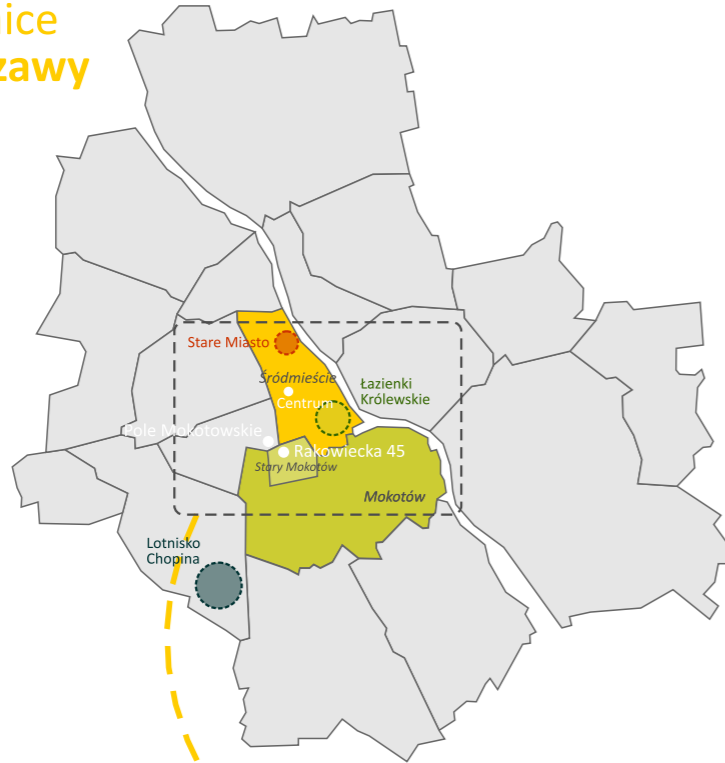 ice
zawy
Stare Miasto
Śródmieście
Łazienki
Królewskie
Centrum
Pole Mokotowskie
Rakowiecka 45
Stary Mokotów
Mokotów
Lotnisko
Chopina